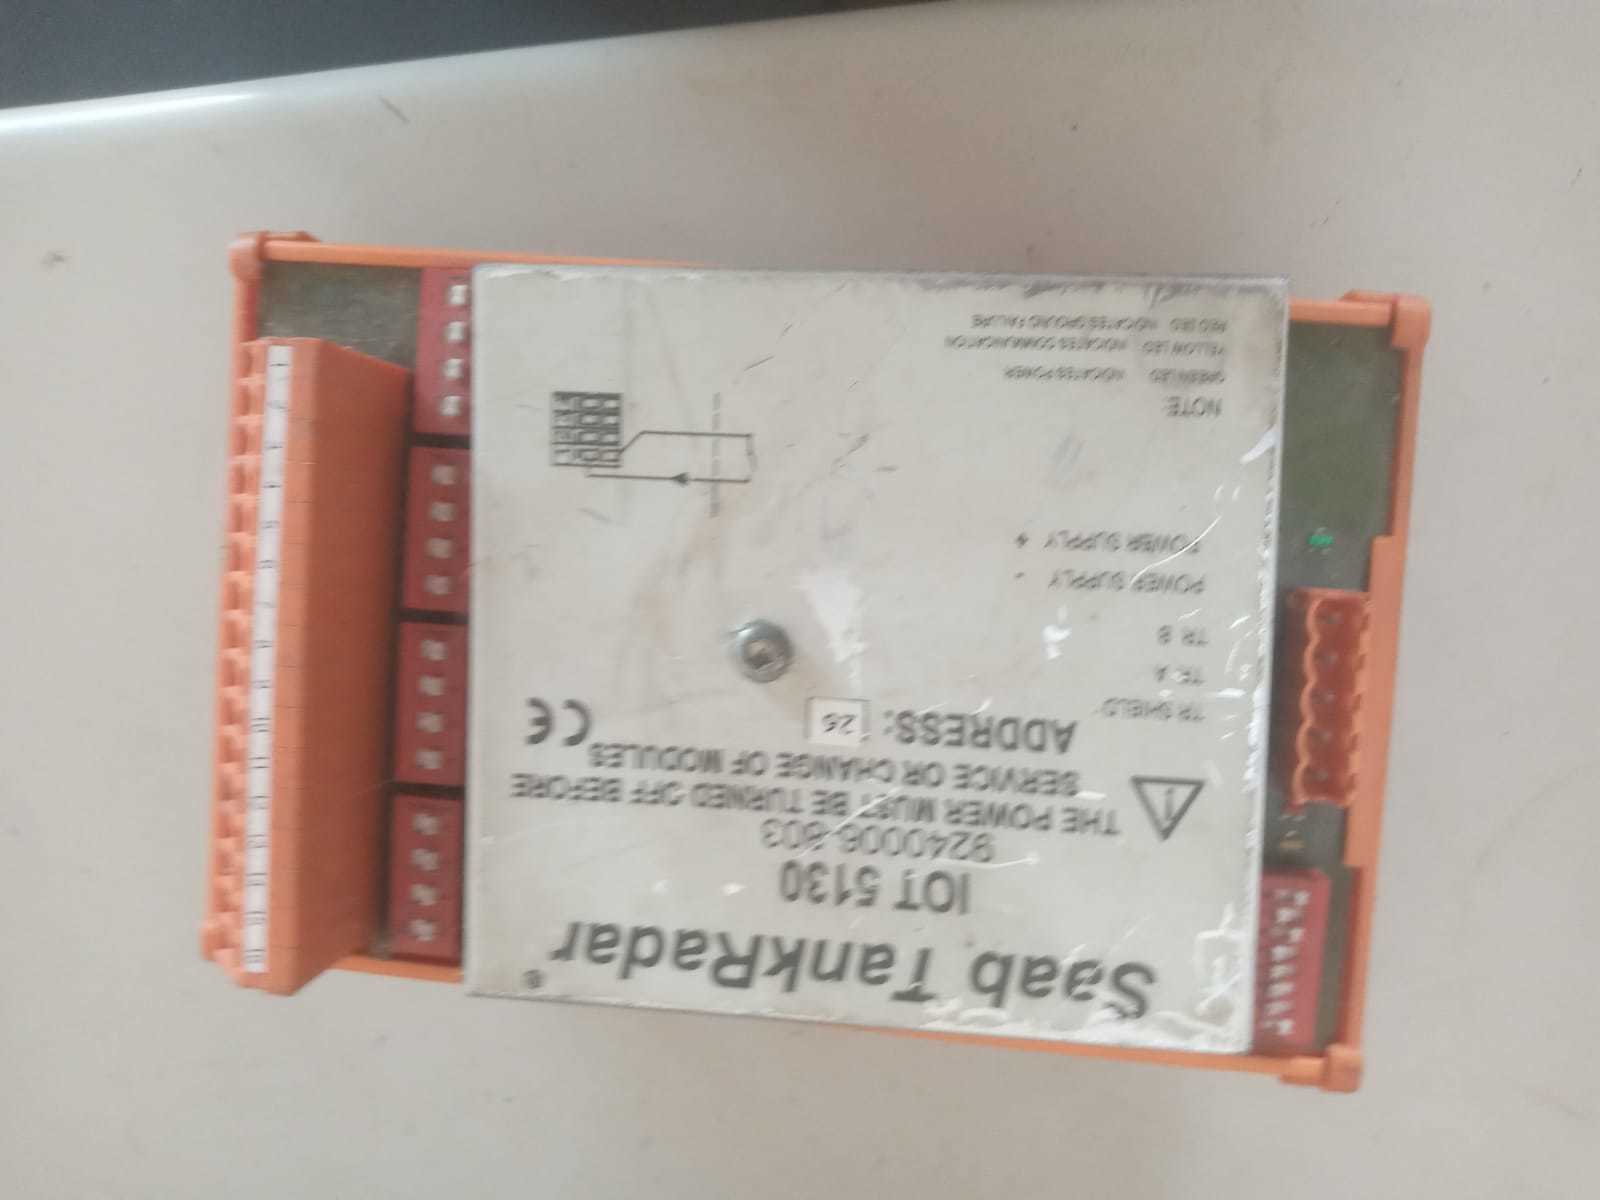 Saab TankRadar®
IOT 5130
9240006-803
THE POWER MUST BE TURNED OFF BEFORE
SERVICE OR CHANGE OF MODULES
ADDRESS: 26
CE
TR SHIELD
TR A
TR B
POWER SUPPLY -
POWER SUPPLY +
NOTE:
GREEN LED INDICATES POWER
YELLOW LED INDICATES COMMUNICATION
RED LED INDICATES GROUND FAILURE